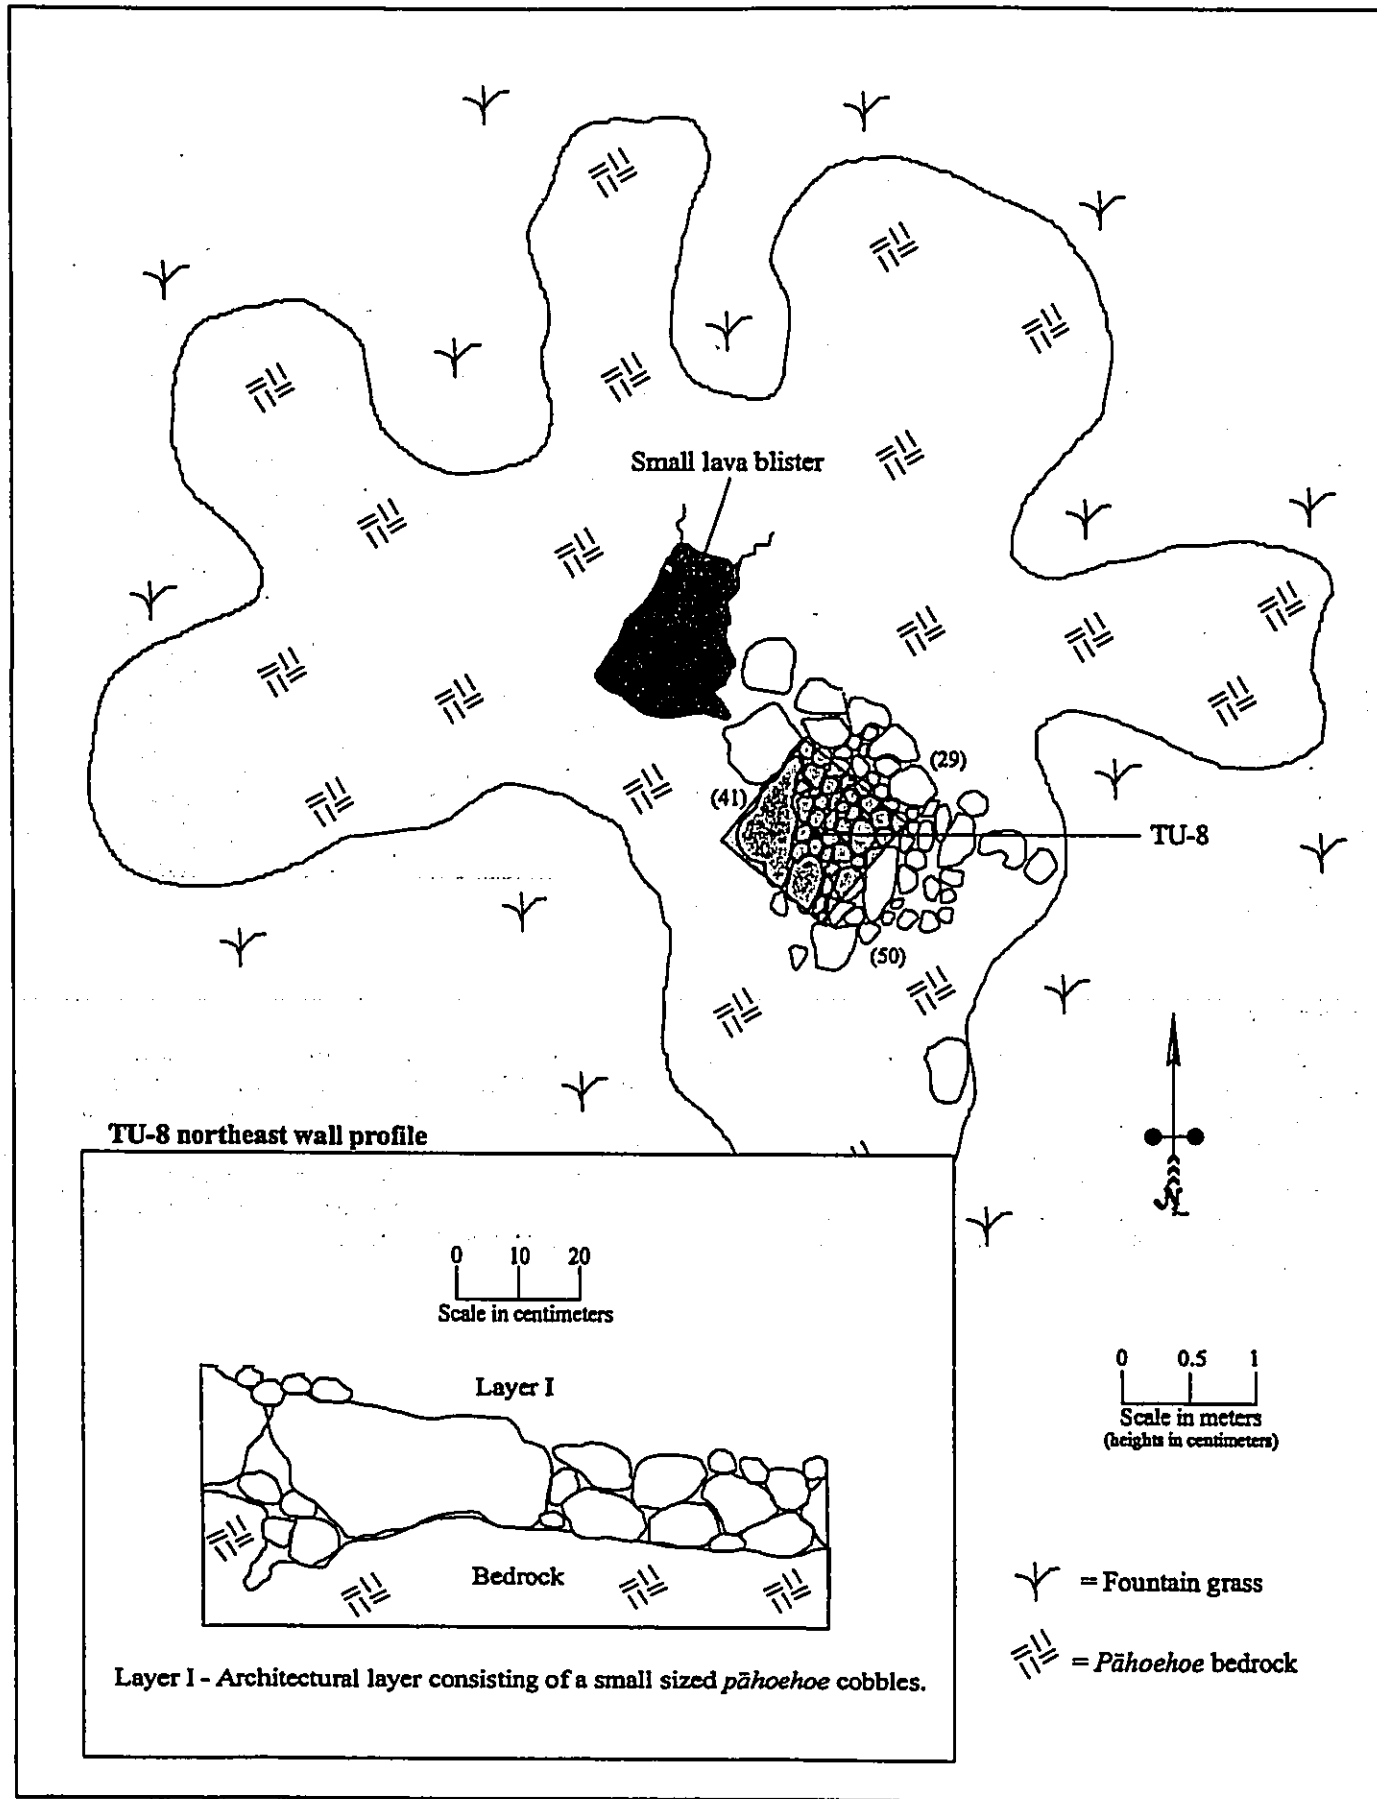 Small lava blister
(29)
(41)
TU-8
(50)
TU-8 northeast wall profile
N
0 10 20
Scale in centimeters
Layer I
0 0.5 1
Scale in meters
(heights in centimeters)
Bedrock
= Fountain grass
= Pāhoehoe bedrock
Layer I - Architectural layer consisting of a small sized pāhoehoe cobbles.